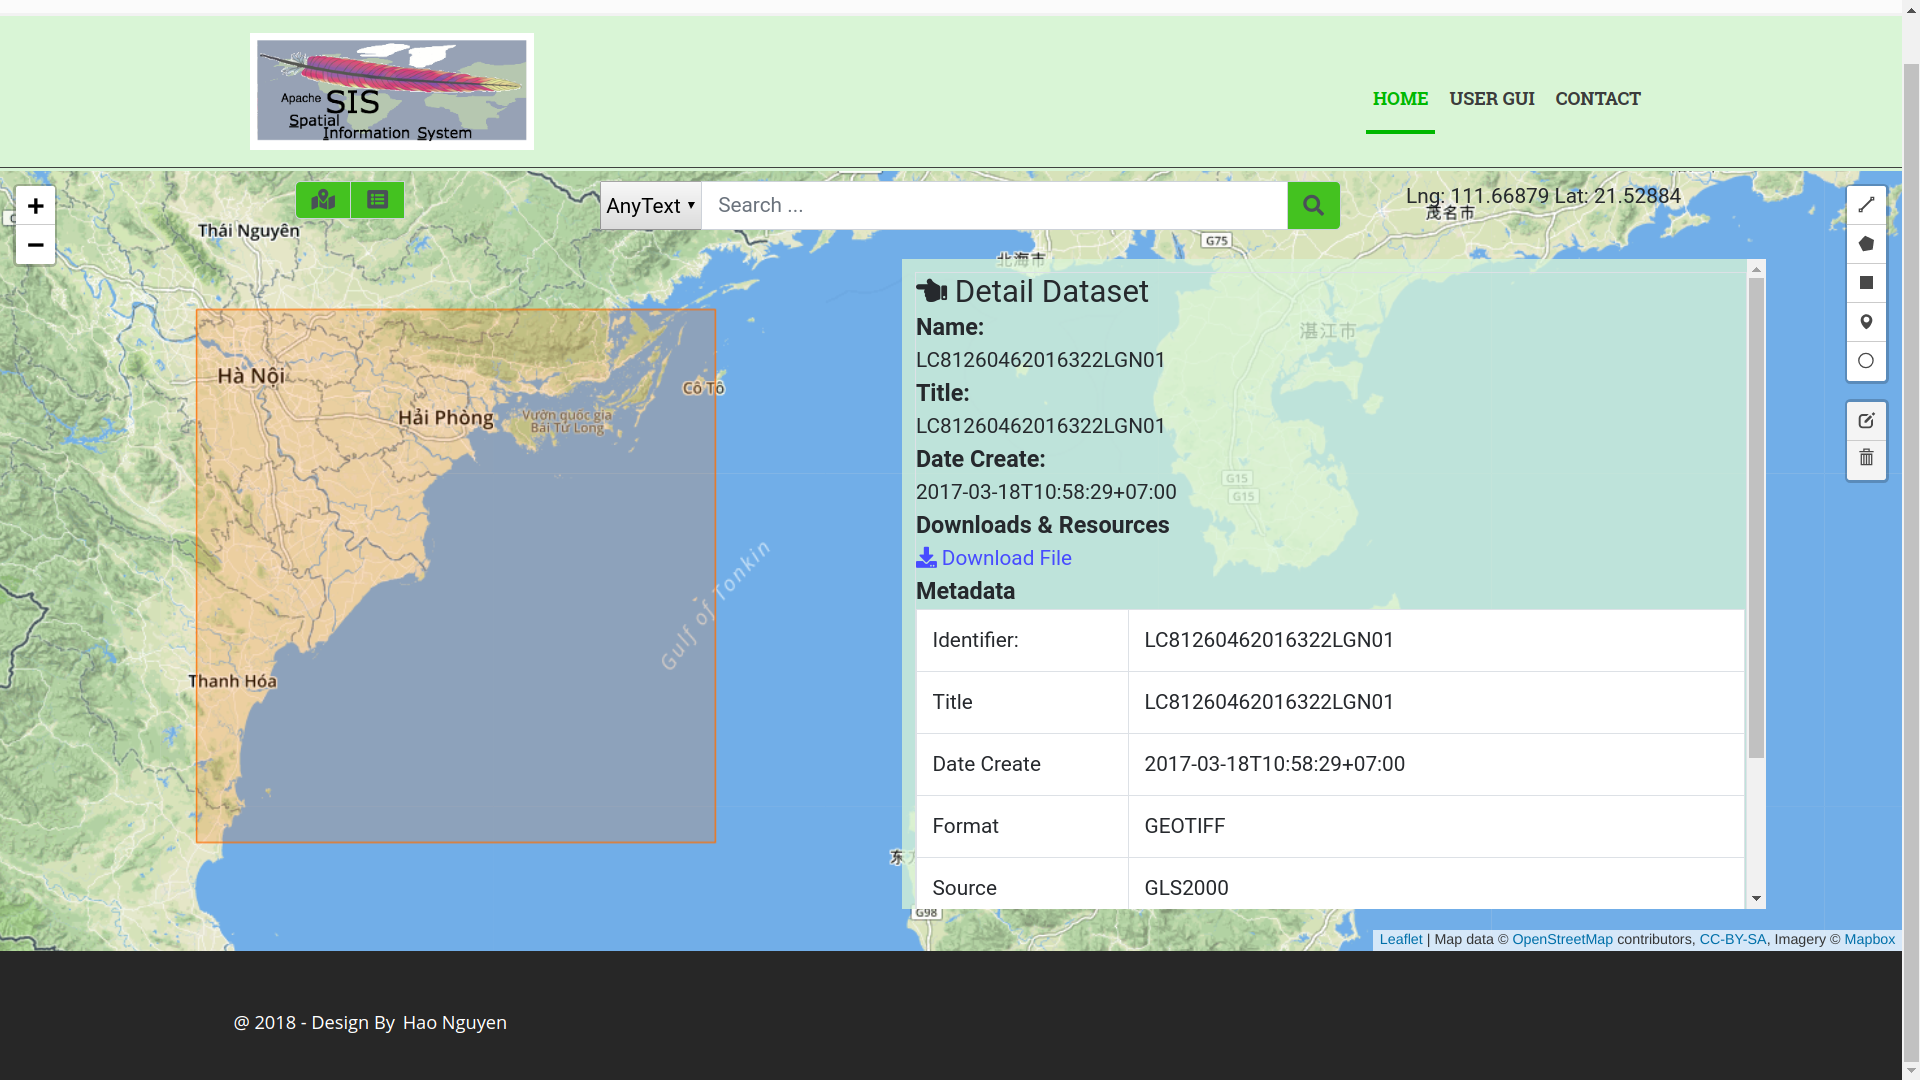 Apache SIS
Spatial
Information System
HOME USER GUI CONTACT
+
−
AnyText
Search ...
Lng: 111.66879 Lat: 21.52884
茂名市
Thái Nguyên
G75
北海市
Detail Dataset
湛江市
Name:
LC81260462016322LGN01
Hà Nội
Cô Tô
Title:
Hải Phòng
Vườn quốc gia
Bái Tử Long
LC81260462016322LGN01
Date Create:
G15
G15
2017-03-18T10:58:29+07:00
Downloads & Resources
Download File
Gulf of Tonkin
Metadata
Identifier: LC81260462016322LGN01
Thanh Hóa
Title LC81260462016322LGN01
Date Create 2017-03-18T10:58:29+07:00
Format GEOTIFF
东
Source GLS2000
G98
Leaflet | Map data © OpenStreetMap contributors, CC-BY-SA, Imagery © Mapbox
@ 2018 - Design By Hao Nguyen